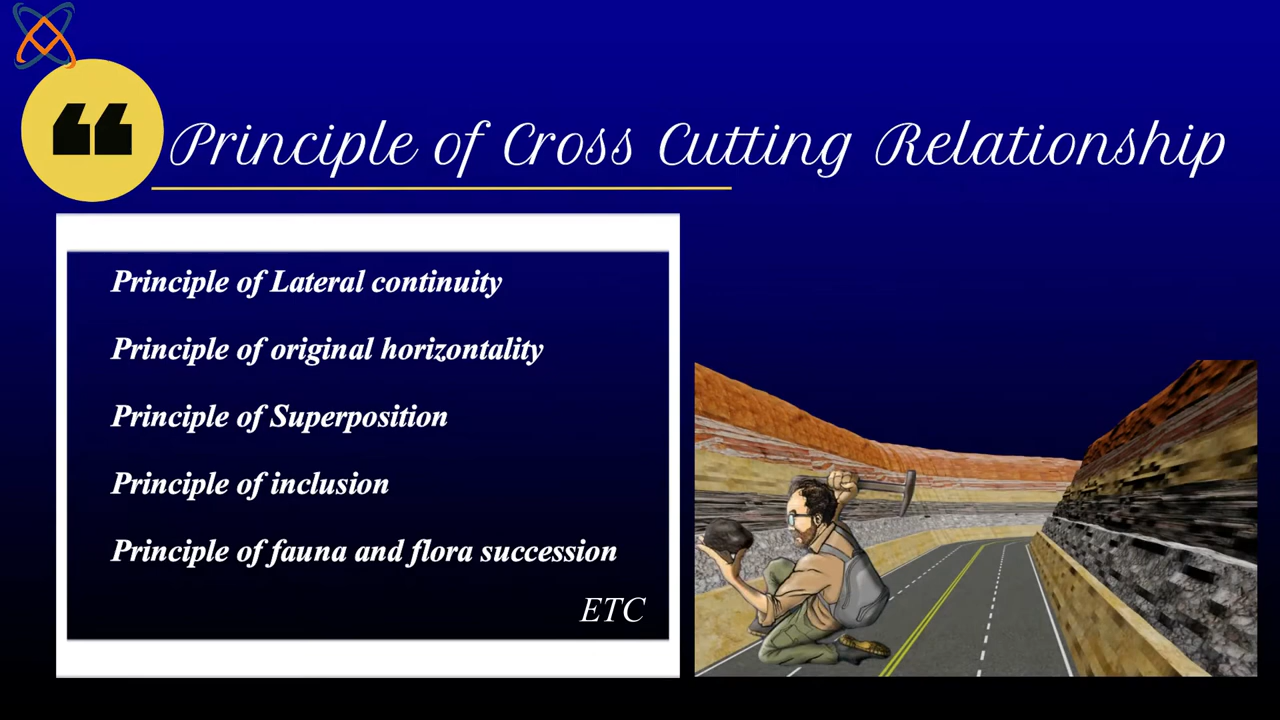 Principle of Cross Cutting Relationship
Principle of Lateral continuity
Principle of original horizontality
Principle of Superposition
Principle of inclusion
Principle of fauna and flora succession
ETC